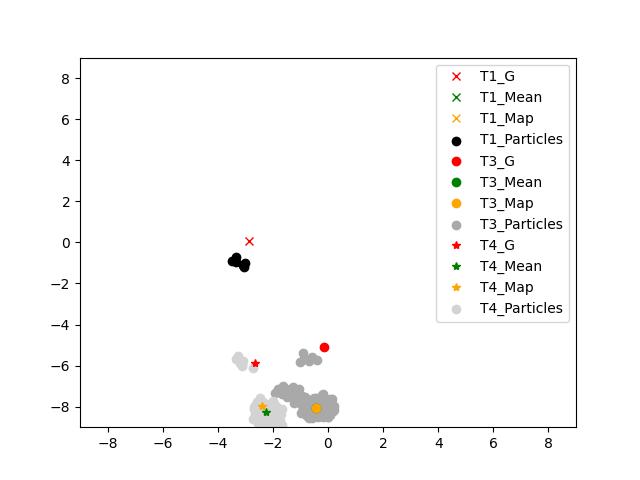 8
6
4
2
0
−2
−4
−6
−8
−8
−6
−4
−2
0
2
4
6
8
T1_G
T1_Mean
T1_Map
T1_Particles
T3_G
T3_Mean
T3_Map
T3_Particles
T4_G
T4_Mean
T4_Map
T4_Particles